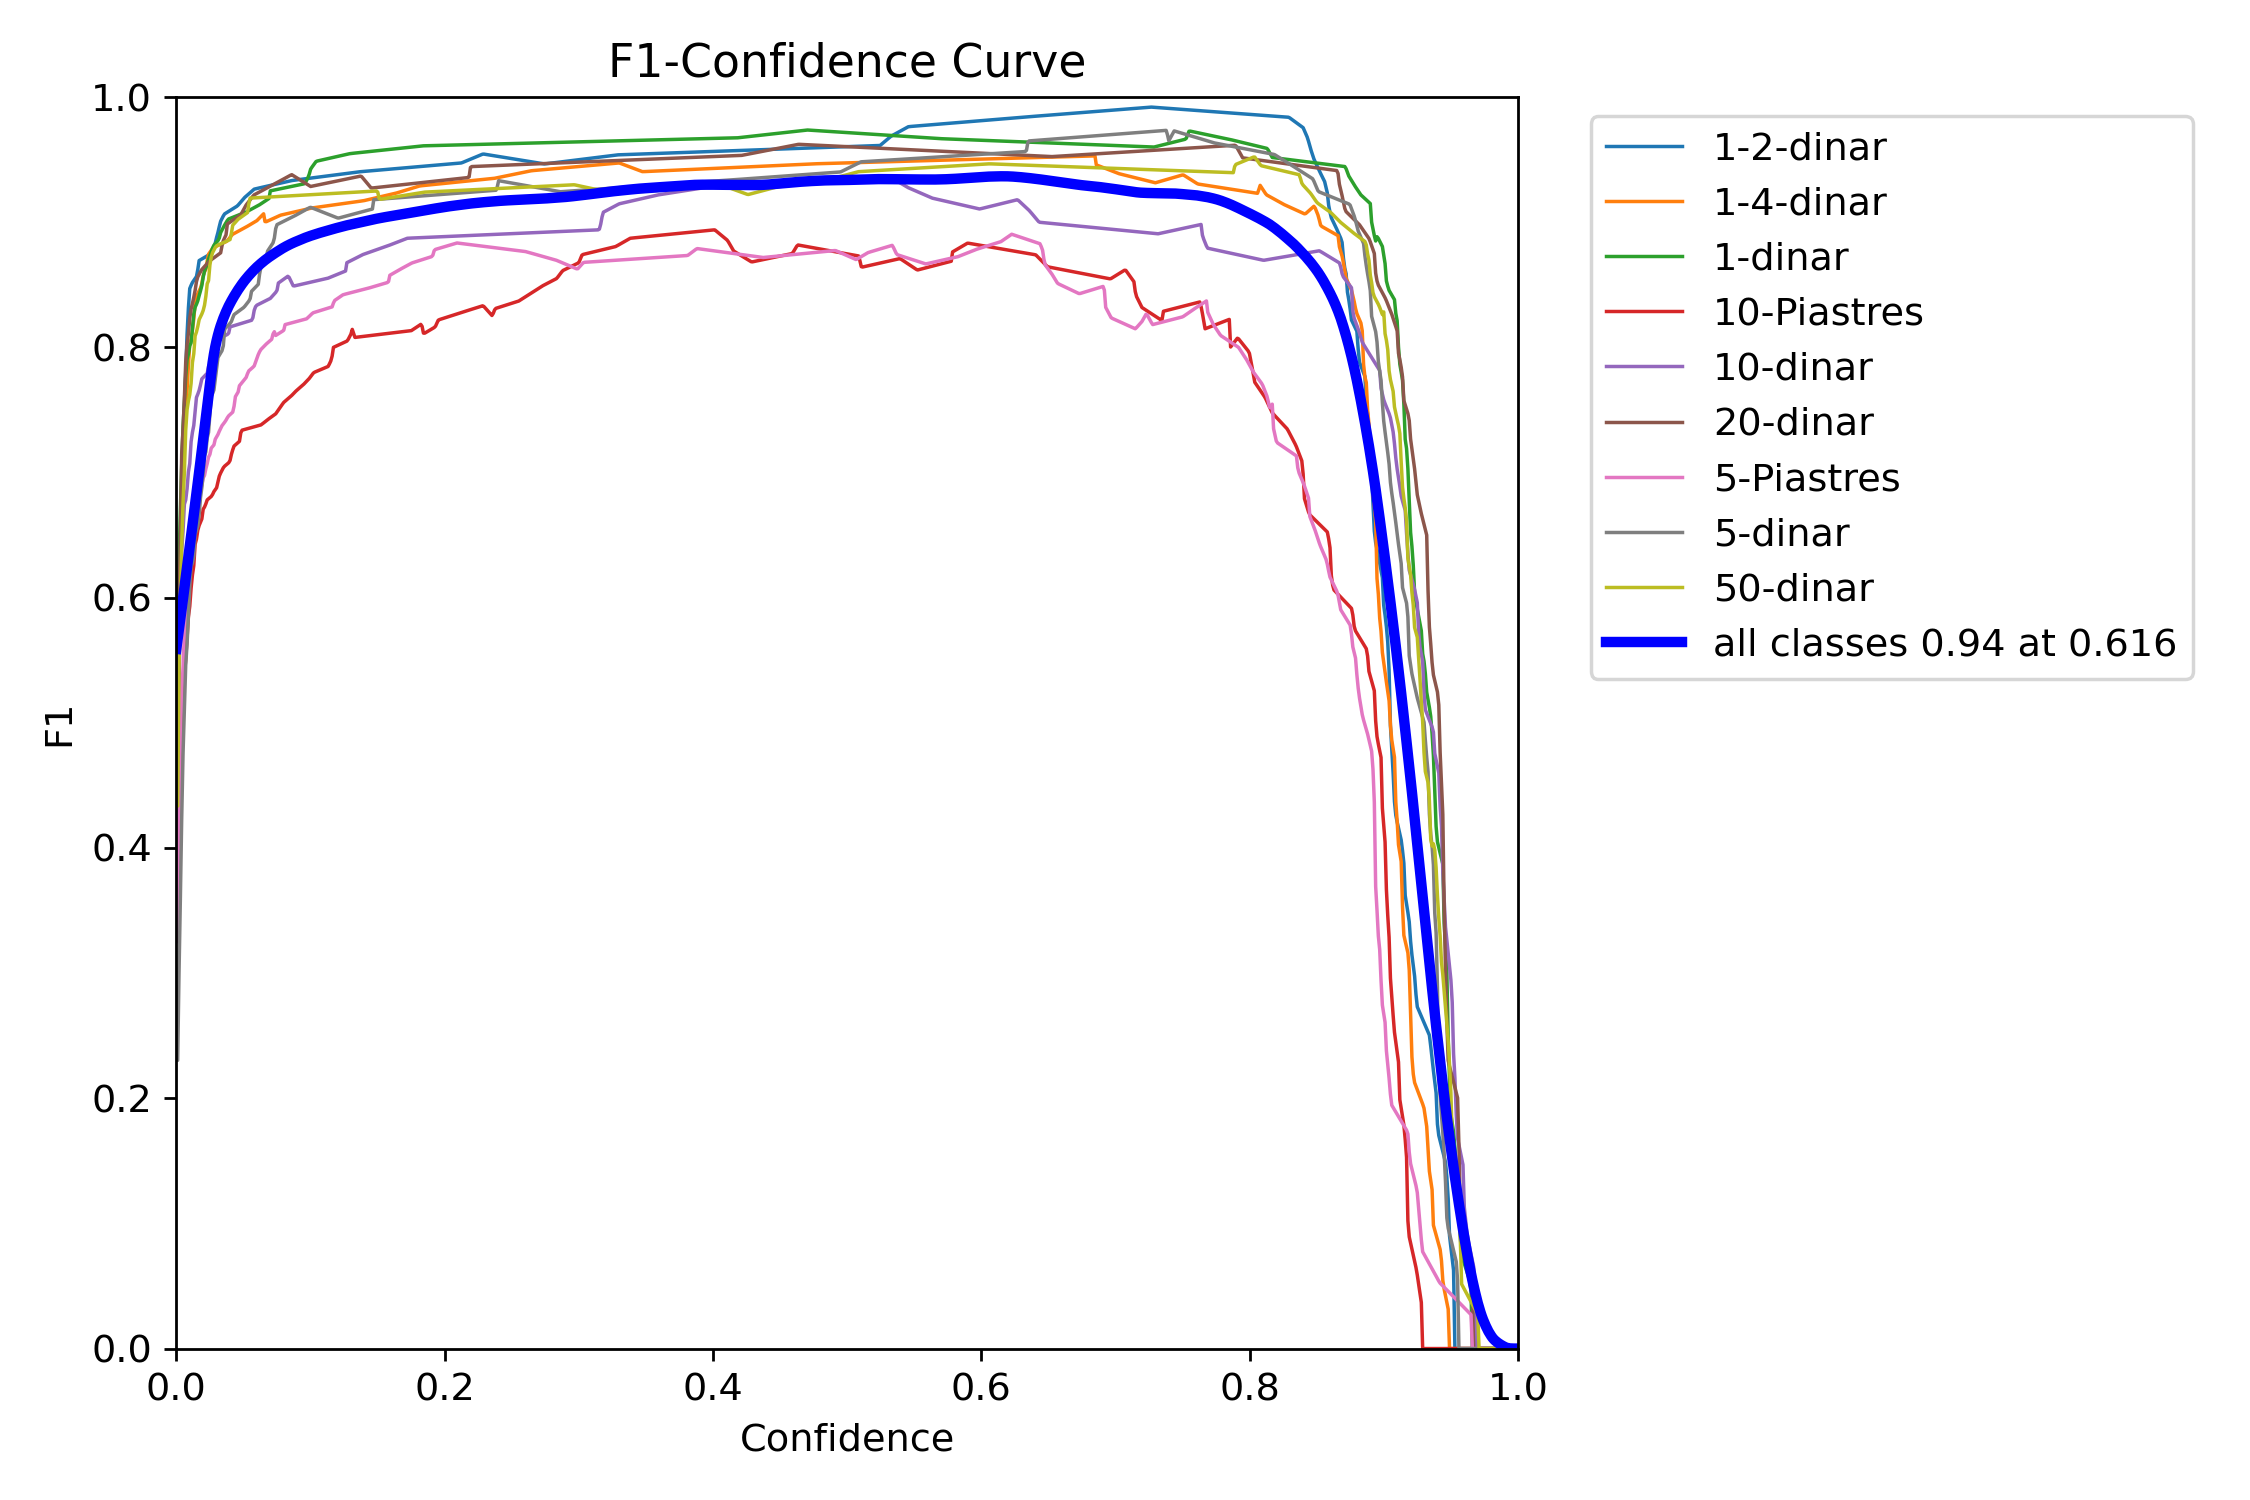 F1-Confidence Curve
1.0
0.8
0.6
0.4
0.2
0.0
F1
0.0 0.2 0.4 0.6 0.8 1.0
Confidence
1-2-dinar
1-4-dinar
1-dinar
10-Piastres
10-dinar
20-dinar
5-Piastres
5-dinar
50-dinar
all classes 0.94 at 0.616